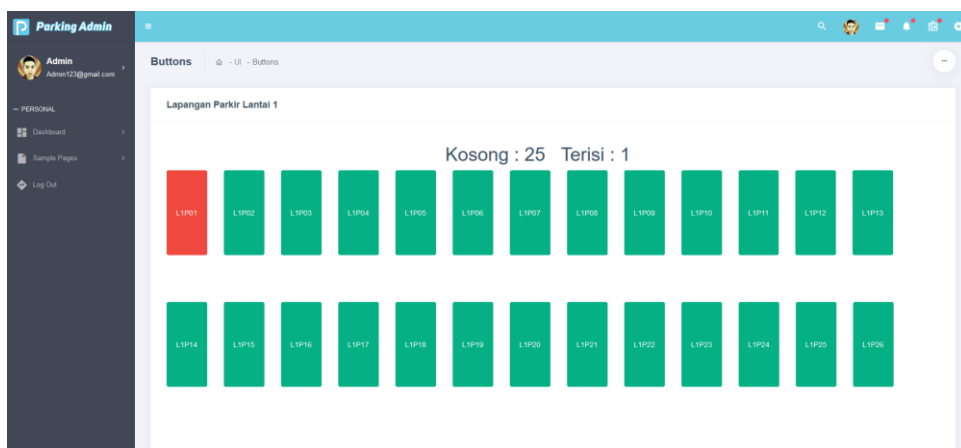 Parking Admin
Admin
Admin123@gmail.com
Buttons
- UI - Buttons
PERSONAL
Dashboard
Sample Pages
Log Out
Lapangan Parkir Lantai 1
Kosong : 25 Terisi : 1
L1P01 L1P02 L1P03 L1P04 L1P05 L1P06 L1P07 L1P08 L1P09 L1P10 L1P11 L1P12 L1P13
L1P14 L1P15 L1P16 L1P17 L1P18 L1P19 L1P20 L1P21 L1P22 L1P23 L1P24 L1P25 L1P26